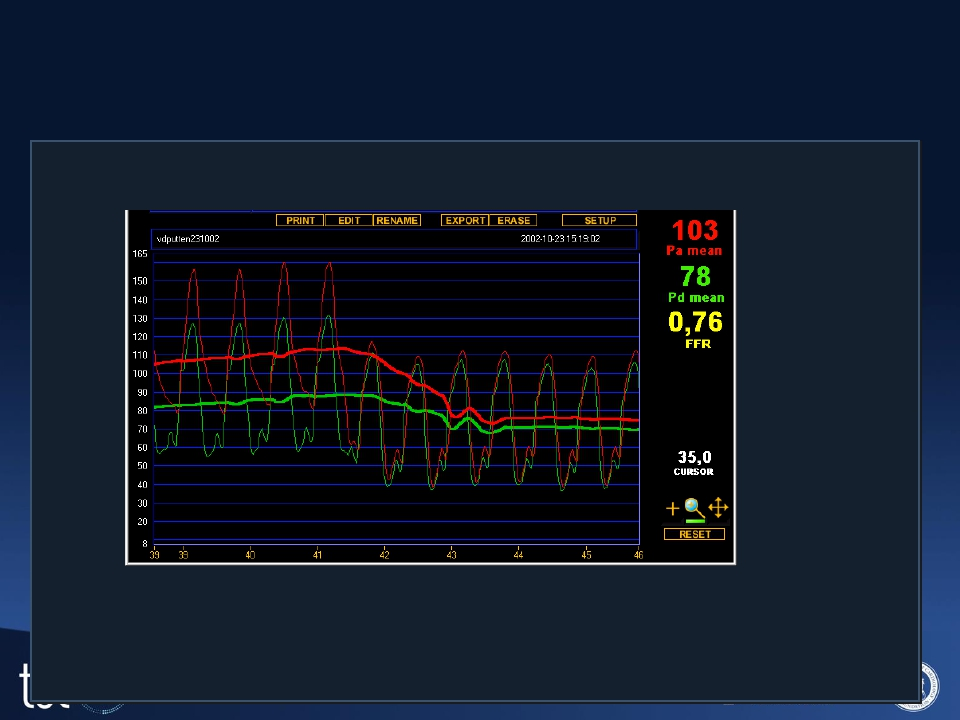 PRINT EDIT RENAME EXPORT ERASE SETUP
vdputten231002 2002-10-23 15:19:02
103
Pa mean
78
Pd mean
0,76
FFR
165
150
140
130
120
110
100
90
80
70
60
50
40
30
20
8
39 39 40 41 42 43 44 45 46
35,0
CURSOR
RESET